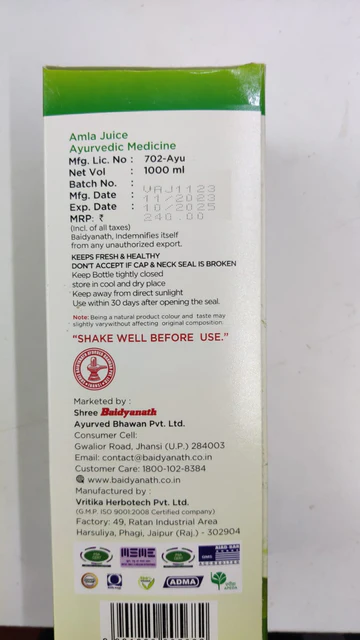 Amla Juice
Ayurvedic Medicine
Mfg. Lic. No : 702-Ayu
Net Vol : 1000 ml
Batch No. : VAJ1123
Mfg. Date : 11/2023
Exp. Date : 10/2025
MRP: ₹ 240.00
(Incl. of all taxes)
Baidyanath, Indemnifies itself
from any unauthorized export.
KEEPS FRESH & HEALTHY
DON'T ACCEPT IF CAP & NECK SEAL IS BROKEN
Keep Bottle tightly closed
store in cool and dry place
Keep away from direct sunlight
Use within 30 days after opening the seal.
Note: Being a natural product colour and taste may
slightly varywithout affecting original composition.
"SHAKE WELL BEFORE USE."
Marketed by :
Shree Baidyanath
Ayurved Bhawan Pvt. Ltd.
Consumer Cell:
Gwalior Road, Jhansi (U.P.) 284003
Email: contact@baidyanath.co.in
Customer Care: 1800-102-8384
www.baidyanath.co.in
Manufactured by :
Vritika Herbotech Pvt. Ltd.
(G.M.P. ISO 9001:2008 Certified company)
Factory: 49, Ratan Industrial Area
Harsuliya, Phagi, Jaipur (Raj.) - 302904
MSME
ADMA